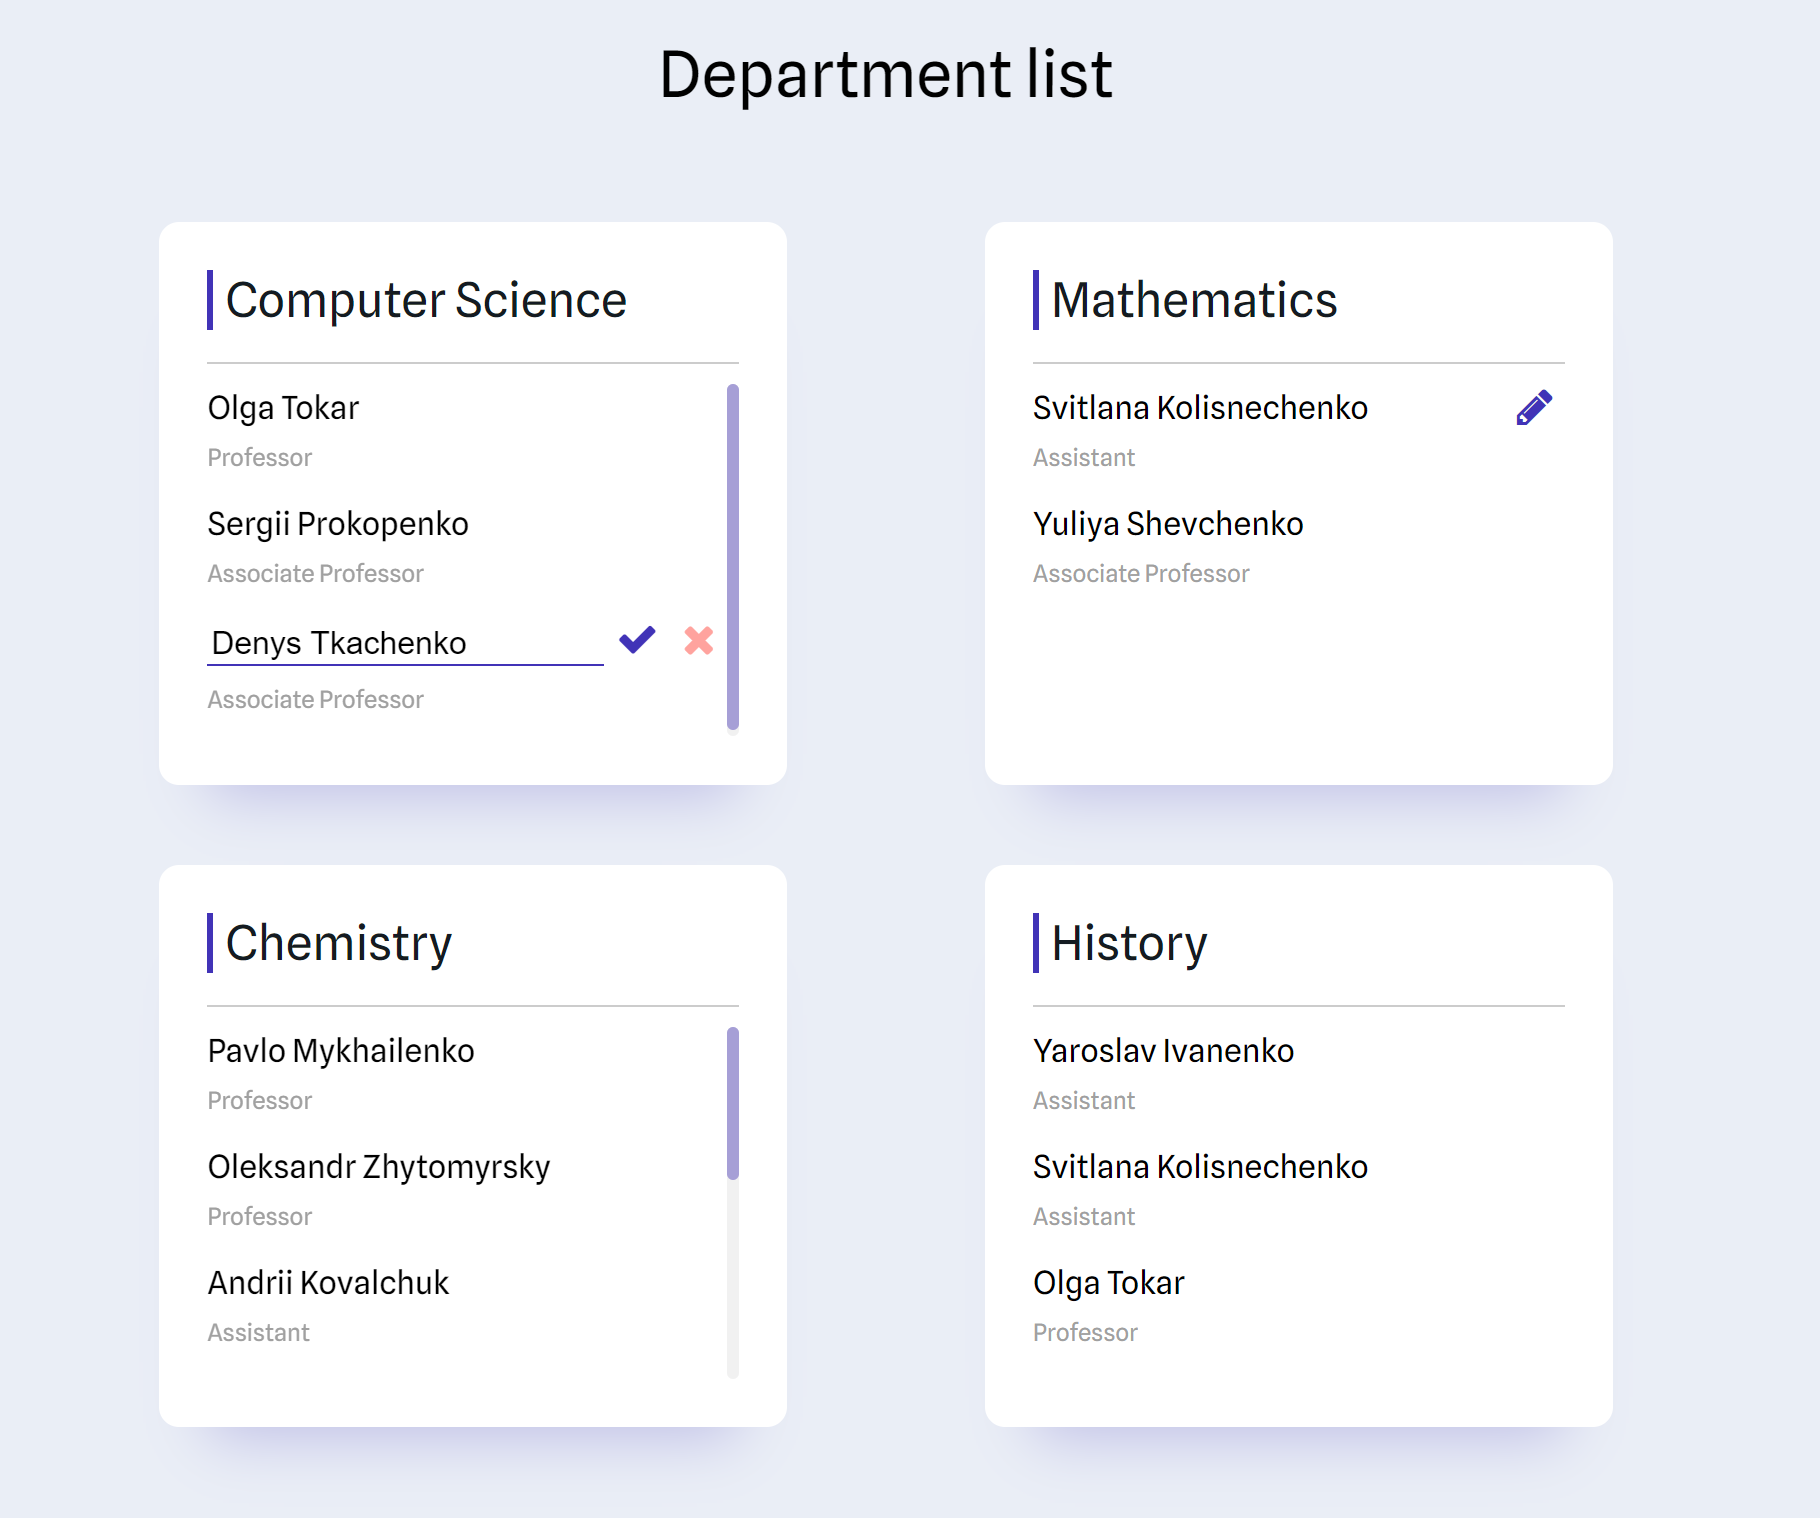 Department list
Computer Science
Olga Tokar
Professor
Sergii Prokopenko
Associate Professor
Denys Tkachenko
Associate Professor
Mathematics
Svitlana Kolisnechenko
Assistant
Yuliya Shevchenko
Associate Professor
Chemistry
Pavlo Mykhailenko
Professor
Oleksandr Zhytomyrsky
Professor
Andrii Kovalchuk
Assistant
History
Yaroslav Ivanenko
Assistant
Svitlana Kolisnechenko
Assistant
Olga Tokar
Professor